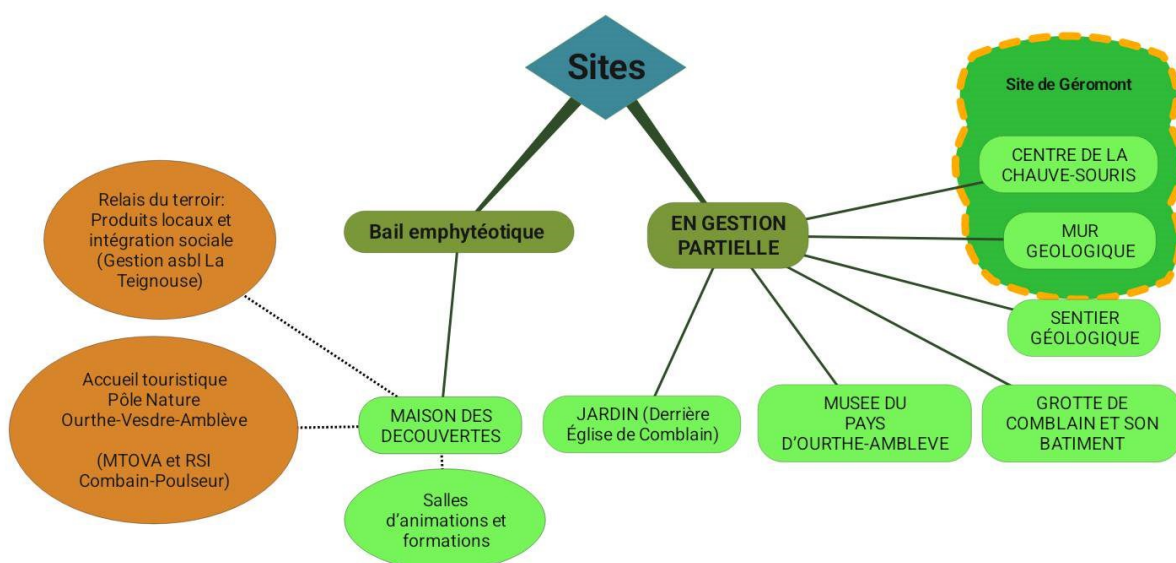 Sites
Site de Géromont
CENTRE DE LA
CHAUVE-SOURIS
Relais du terroir:
Produits locaux et
intégration sociale
(Gestion asbl La
Teignouse)
Bail emphytéotique
EN GESTION
PARTIELLE
MUR
GEOLOGIQUE
SENTIER
GÉOLOGIQUE
Accueil touristique
Pôle Nature
Ourthe-Vesdre-Amblève
(MTOVA et RSI
Combain-Poulseur)
MAISON DES
DECOUVERTES
JARDIN (Derrière
Église de Comblain)
MUSEE DU
PAYS
D'OURTHE-AMBLEVE
GROTTE DE
COMBLAIN ET SON
BATIMENT
Salles
d'animations et
formations